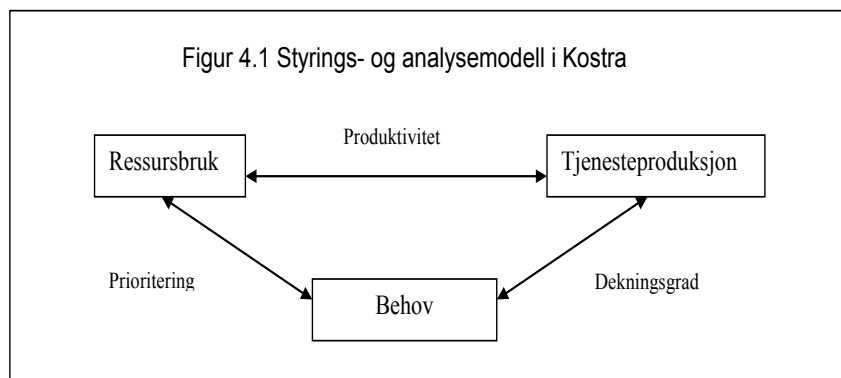 Figur 4.1 Styrings- og analysemodell i Kostra
Produktivitet
Ressursbruk
Tjenesteproduksjon
Prioritering
Dekningsgrad
Behov